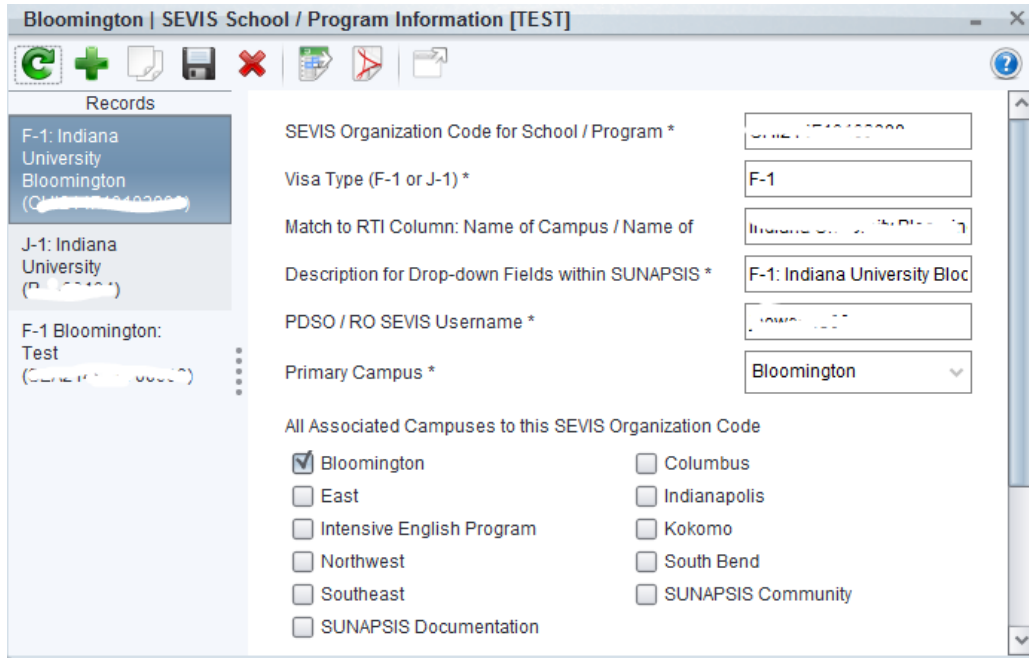 Bloomington | SEVIS School / Program Information [TEST]
Records
F-1: Indiana
University
Bloomington
J-1: Indiana
University
F-1 Bloomington:
Test
SEVIS Organization Code for School / Program *
Visa Type (F-1 or J-1) *
F-1
Match to RTI Column: Name of Campus / Name of
Description for Drop-down Fields within SUNAPSIS *
F-1: Indiana University Bloo
PDSO / RO SEVIS Username *
Primary Campus *
Bloomington
All Associated Campuses to this SEVIS Organization Code
Bloomington
Columbus
East
Indianapolis
Intensive English Program
Kokomo
Northwest
South Bend
Southeast
SUNAPSIS Community
SUNAPSIS Documentation